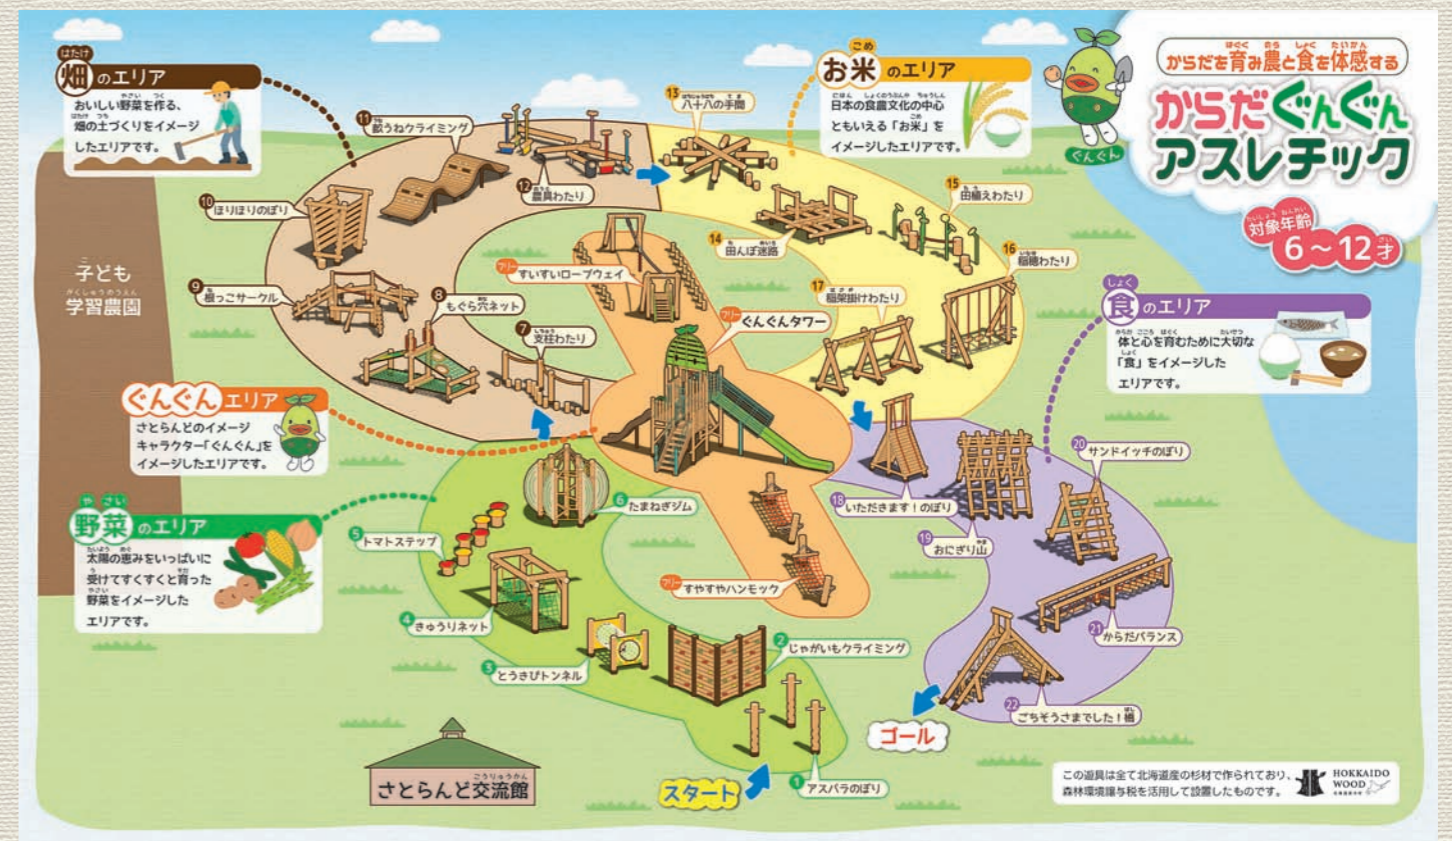 からだを育み農と食を体感する
からだぐんぐん
アスレチック
対象年齢
6〜12才
ぐんぐん
畑のエリア
おいしい野菜を作る、
畑の土づくりをイメージ
したエリアです。
お米のエリア
日本の食農文化の中心
ともいえる「お米」を
イメージしたエリアです。
食のエリア
体と心を育むために大切な
「食」をイメージした
エリアです。
ぐんぐんエリア
さとらんどのイメージ
キャラクター「ぐんぐん」を
イメージしたエリアです。
野菜のエリア
太陽の恵みをいっぱいに
受けてすくすくと育った
野菜をイメージした
エリアです。
子ども
学習農園
スタート
1 アスパラのぼり
2 じゃがいもクライミング
3 とうきびトンネル
4 きゅうりネット
5 トマトステップ
6 たまねぎジム
7 支柱わたり
8 もぐら穴ネット
9 根っこサークル
10 ほりほりのぼり
11 畝うねクライミング
12 農具わたり
13 八十八の手間
14 田んぼ迷路
15 田植えわたり
16 稲穂わたり
17 稲架掛けわたり
18 いただきます!のぼり
19 おにぎり山
20 サンドイッチのぼり
21 からだバランス
22 ごちそうさまでした!橋
ゴール
フリー すいすいロープウェイ
フリー ぐんぐんタワー
フリー すやすやハンモック
さとらんど交流館
この遊具は全て北海道産の杉材で作られており、
森林環境譲与税を活用して設置したものです。
HOKKAIDO
WOOD